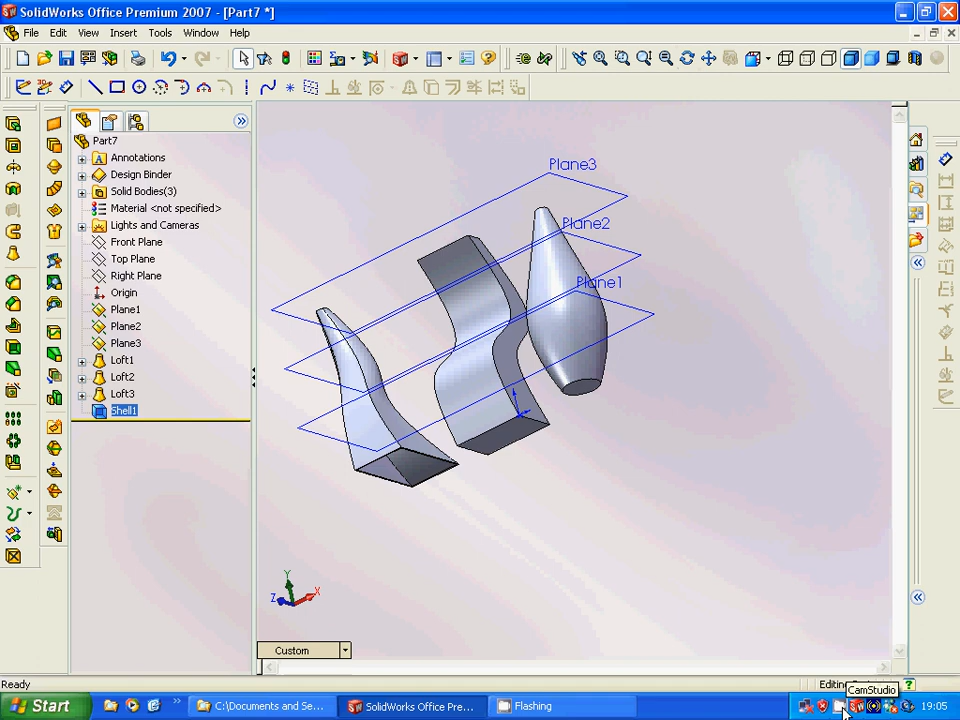 SolidWorks Office Premium 2007 - [Part7 *]
File Edit View Insert Tools Window Help
Part7
Annotations
Design Binder
Solid Bodies(3)
Material <not specified>
Lights and Cameras
Front Plane
Top Plane
Right Plane
Origin
Plane1
Plane2
Plane3
Loft1
Loft2
Loft3
Shell1
Plane3
Plane2
Plane1
Y
Z
X
Custom
Ready
Editing
CamStudio
Start
C:\Documents and Se...
SolidWorks Office Pre...
Flashing
19:05